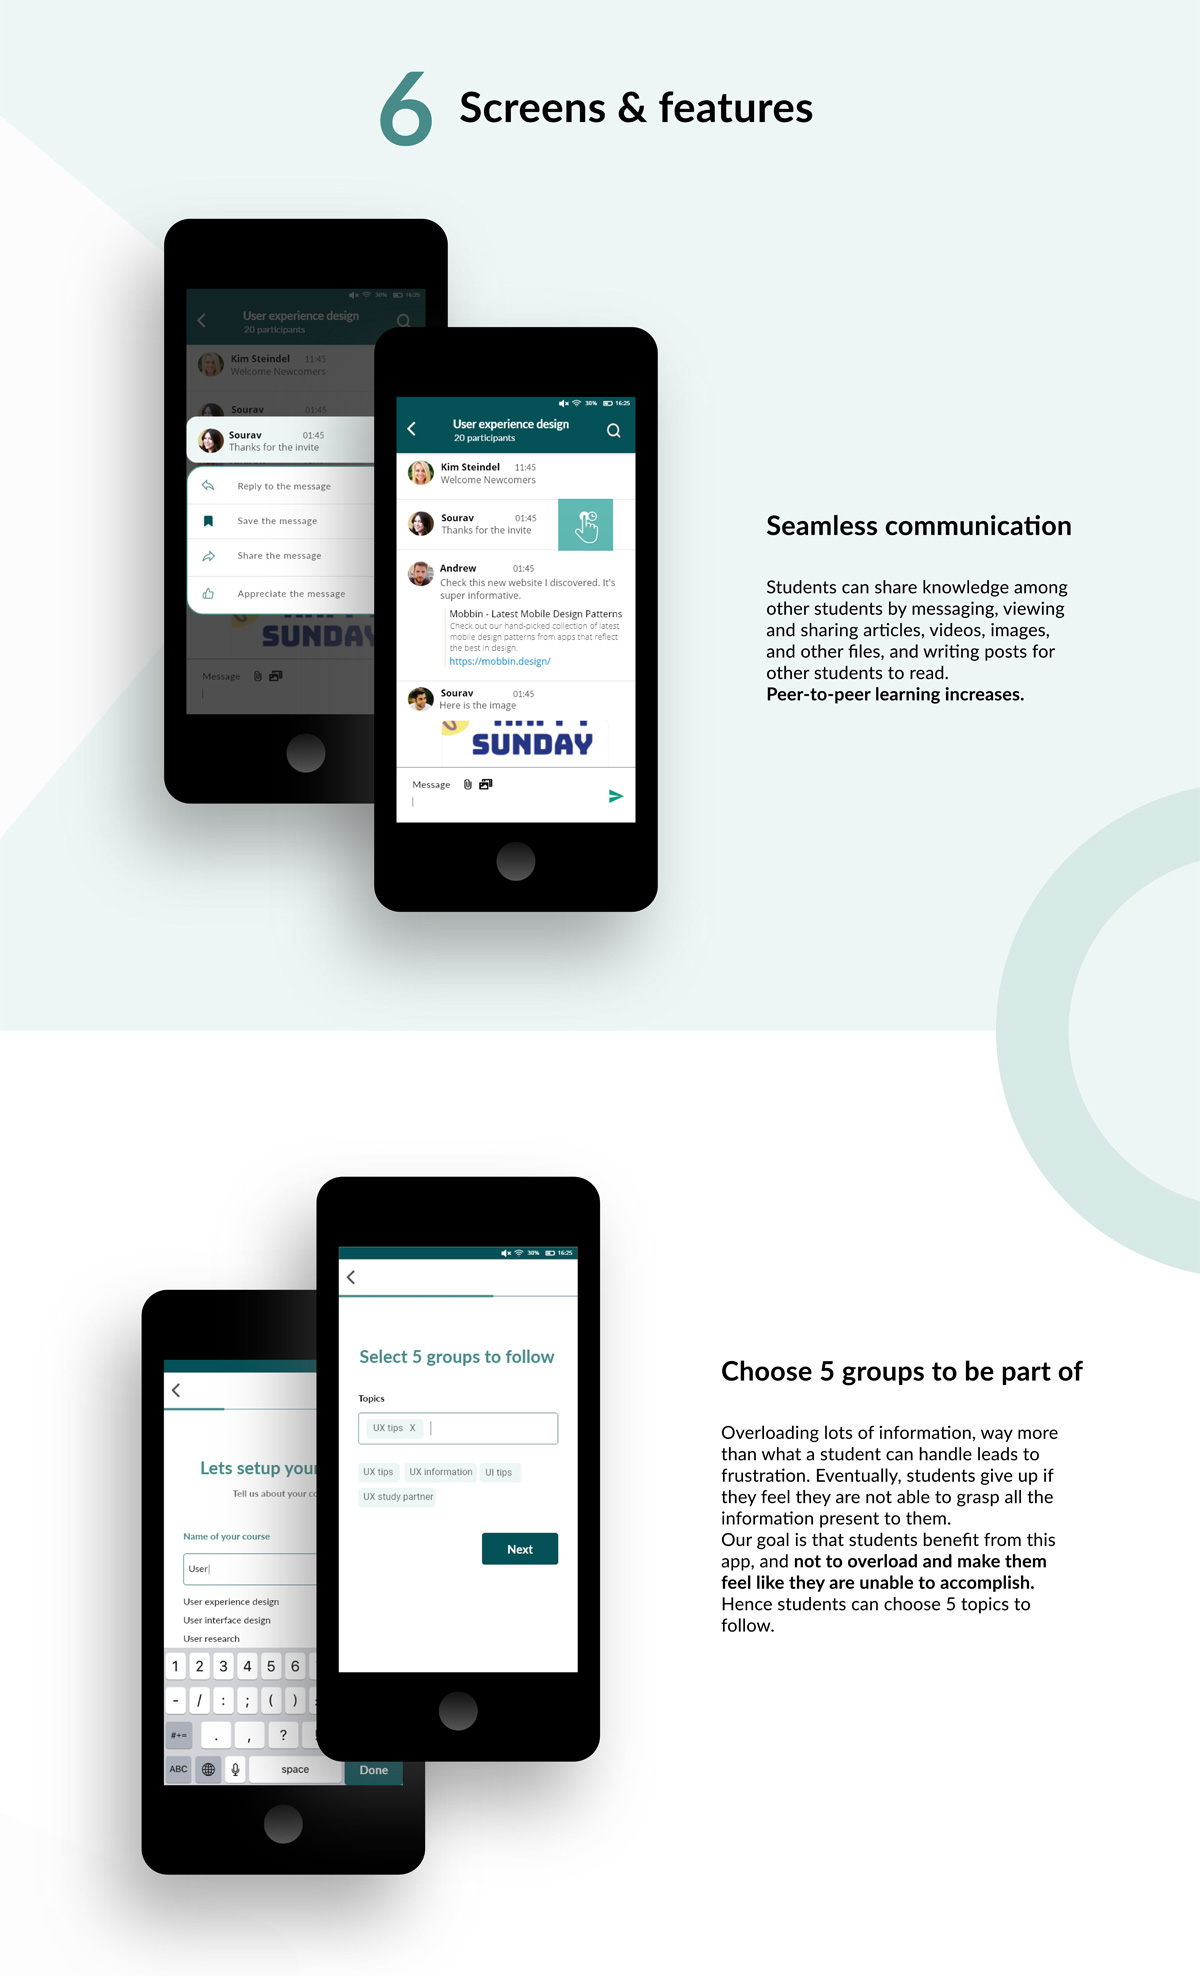 6 Screens & features
30% 16:25
User experience design
20 participants
Kim Steindel 11:45
Welcome Newcomers
Sourav 01:45
Sourav 01:45
Thanks for the invite
Reply to the message
Save the message
Share the message
Appreciate the message
SUNDAY
Message
30% 16:25
User experience design
20 participants
Kim Steindel 11:45
Welcome Newcomers
Sourav 01:45
Thanks for the invite
Andrew 01:45
Check this new website I discovered. It's
super informative.
Mobbin - Latest Mobile Design Patterns
Check out our hand-picked collection of latest
mobile design patterns from apps that reflect
the best in design.
https://mobbin.design/
Sourav 01:45
Here is the image
HAPPY
SUNDAY
Message
Seamless communication
Students can share knowledge among
other students by messaging, viewing
and sharing articles, videos, images,
and other files, and writing posts for
other students to read.
Peer-to-peer learning increases.
Lets setup your
Tell us about your co
Name of your course
User
User experience design
User interface design
User research
1 2 3 4 5 6
- / : ; ( )
#+= . , ?
ABC space Done
30% 16:25
Select 5 groups to follow
Topics
UX tips X
UX tips UX information UI tips
UX study partner
Next
Choose 5 groups to be part of
Overloading lots of information, way more
than what a student can handle leads to
frustration. Eventually, students give up if
they feel they are not able to grasp all the
information present to them.
Our goal is that students benefit from this
app, and not to overload and make them
feel like they are unable to accomplish.
Hence students can choose 5 topics to
follow.